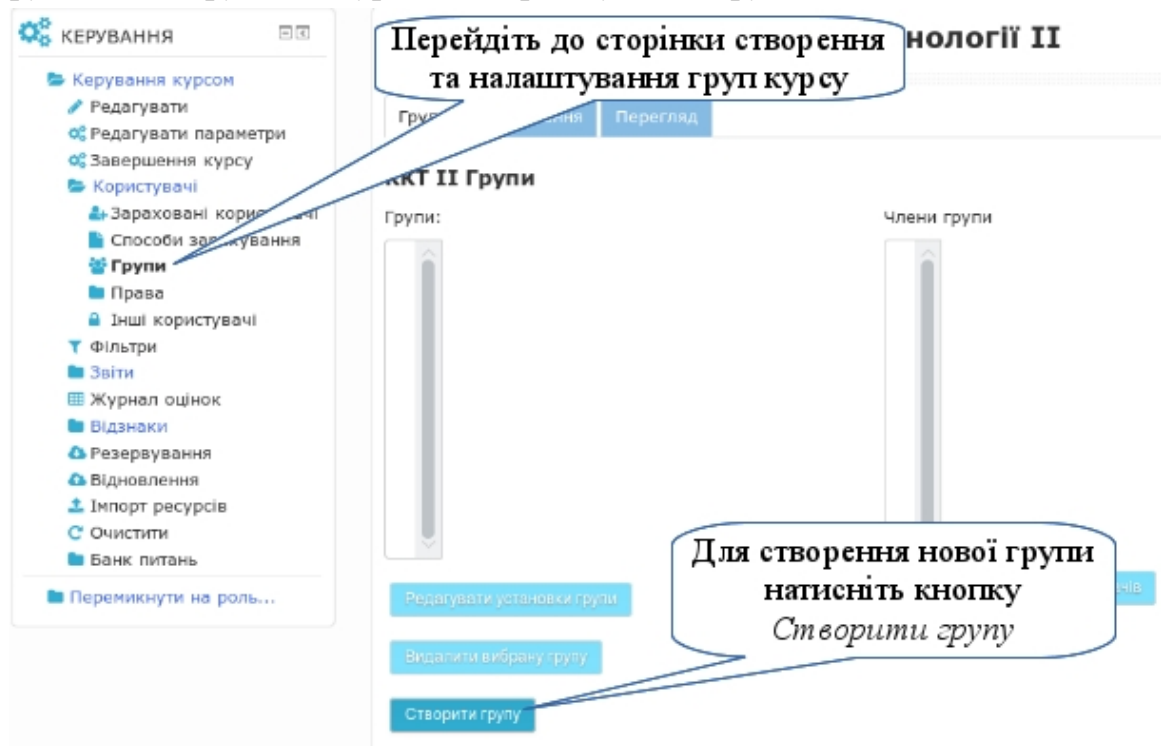 КЕРУВАННЯ
Керування курсом
Редагувати
Редагувати параметри
Завершення курсу
Користувачі
Зараховані
Способи
Групи
Права
Інші користувачі
Фільтри
Звіти
Журнал оцінок
Відзнаки
Резервування
Відновлення
Імпорт ресурсів
Очистити
Банк питань
Перемикнути на роль...
Перейдіть до сторінки створення
та налаштування груп курсу
нології II
Перегляд
ККТ II Групи
Групи:
Члени групи
Редагувати установки групи
Видалити вибрану групу
Створити групу
Для створення нової групи
натисніть кнопку
Створити групу